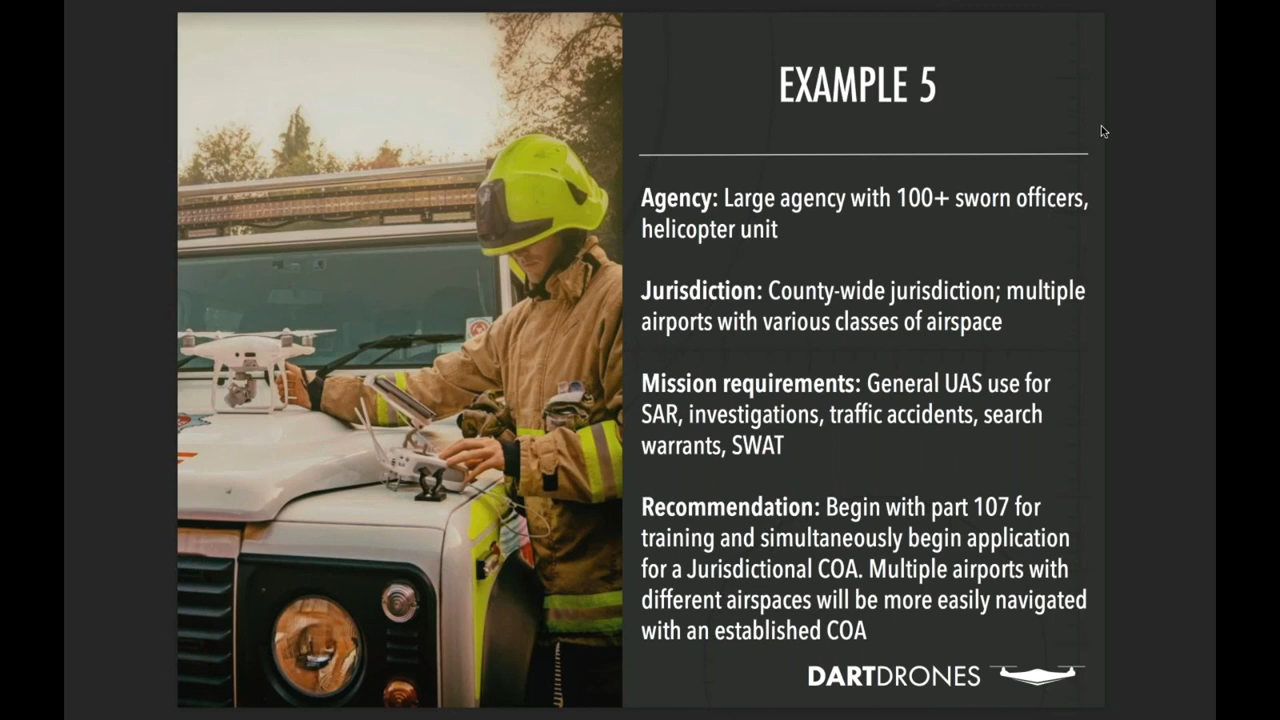 EXAMPLE 5
Agency: Large agency with 100+ sworn officers,
helicopter unit
Jurisdiction: County-wide jurisdiction; multiple
airports with various classes of airspace
Mission requirements: General UAS use for
SAR, investigations, traffic accidents, search
warrants, SWAT
Recommendation: Begin with part 107 for
training and simultaneously begin application
for a Jurisdictional COA. Multiple airports with
different airspaces will be more easily navigated
with an established COA
DARTDRONES